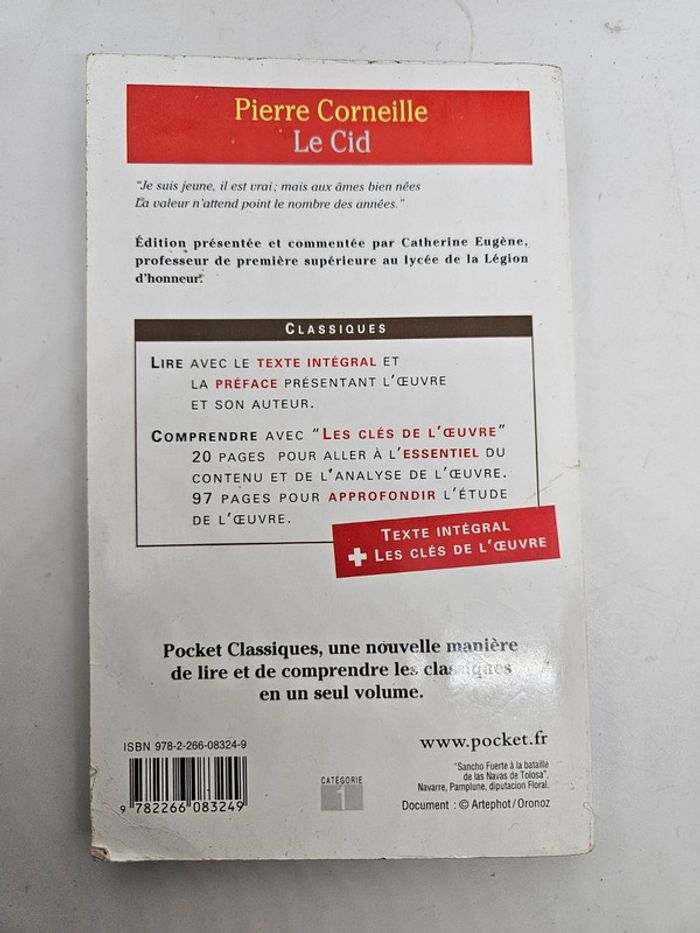 Pierre Corneille
Le Cid
"Je suis jeune, il est vrai ; mais aux âmes bien nées
La valeur n'attend point le nombre des années."
Édition présentée et commentée par Catherine Eugène,
professeur de première supérieure au lycée de la Légion
d'honneur.
CLASSIQUES
LIRE AVEC LE TEXTE INTÉGRAL ET
LA PRÉFACE PRÉSENTANT L'ŒUVRE
ET SON AUTEUR.
COMPRENDRE AVEC "LES CLÉS DE L'ŒUVRE"
20 PAGES POUR ALLER À L'ESSENTIEL DU
CONTENU ET DE L'ANALYSE DE L'ŒUVRE.
97 PAGES POUR APPROFONDIR L'ÉTUDE
DE L'ŒUVRE.
TEXTE INTÉGRAL
+ LES CLÉS DE L'ŒUVRE
Pocket Classiques, une nouvelle manière
de lire et de comprendre les classiques
en un seul volume.
ISBN 978-2-266-08324-9
9 782266 083249
CATÉGORIE
1
www.pocket.fr
"Sancho Fuerte à la bataille
de las Navas de Tolosa",
Navarre, Pamplune, diputacion Floral.
Document : © Artephot/Oronoz